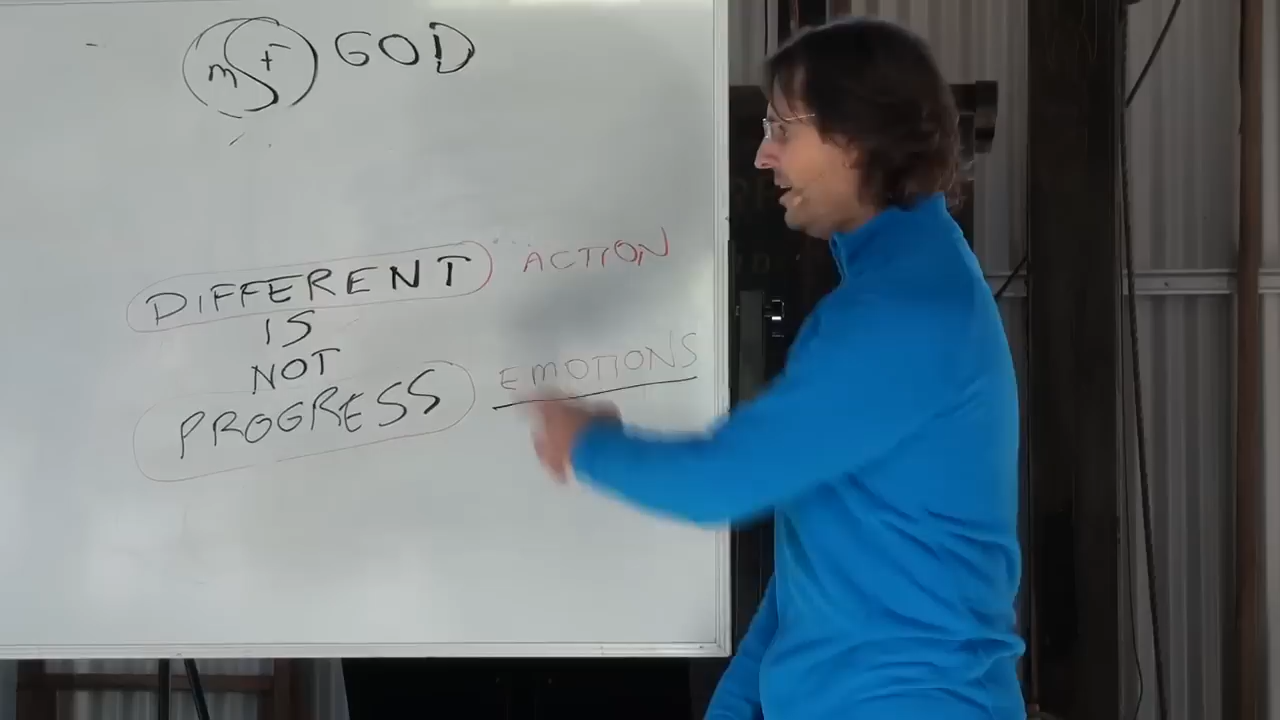 m f GOD
DIFFERENT ACTION
IS
NOT
PROGRESS EMOTIONS